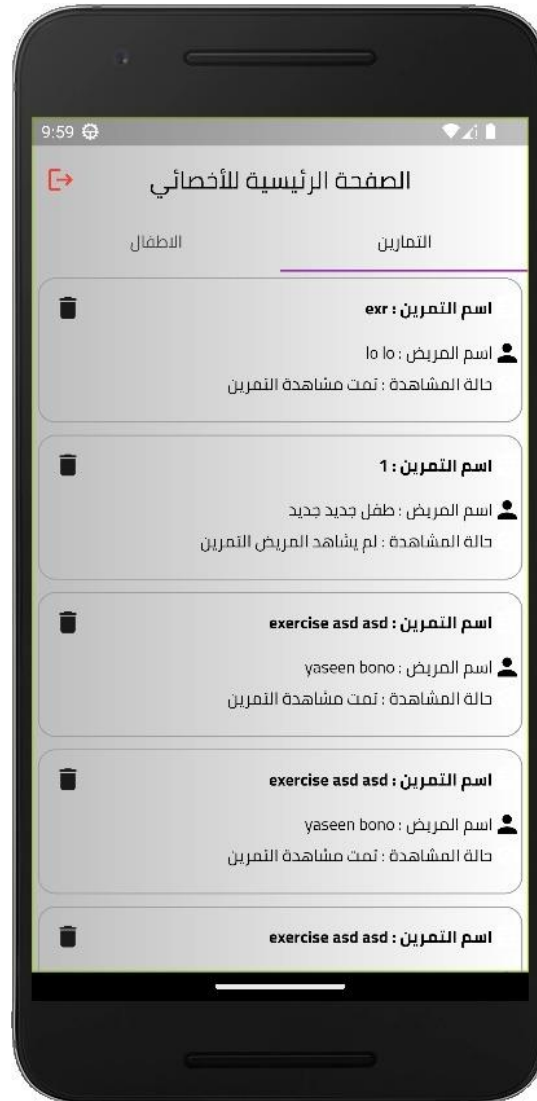 9:59
الصفحة الرئيسية للأخصائي
التمارين
الاطفال
اسم التمرين : exr
اسم المريض : lo lo
حالة المشاهدة : تمت مشاهدة التمرين
اسم التمرين : 1
اسم المريض : طفل جديد جديد
حالة المشاهدة : لم يشاهد المريض التمرين
اسم التمرين : exercise asd asd
اسم المريض : yaseen bono
حالة المشاهدة : تمت مشاهدة التمرين
اسم التمرين : exercise asd asd
اسم المريض : yaseen bono
حالة المشاهدة : تمت مشاهدة التمرين
اسم التمرين : exercise asd asd